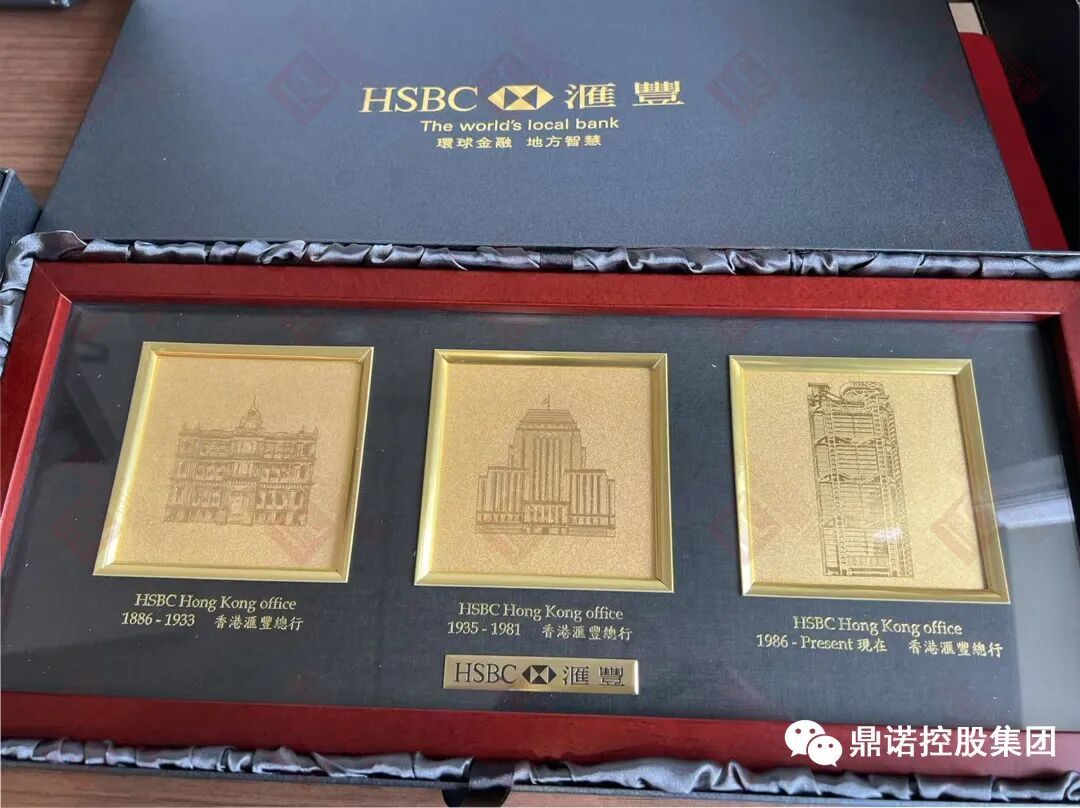 HSBC 滙豐
The world's local bank
環球金融 地方智慧
HSBC Hong Kong office
1886 - 1933 香港滙豐總行
HSBC Hong Kong office
1935 - 1981 香港滙豐總行
HSBC Hong Kong office
1986 - Present 現在 香港滙豐總行
HSBC 滙豐
鼎诺控股集团